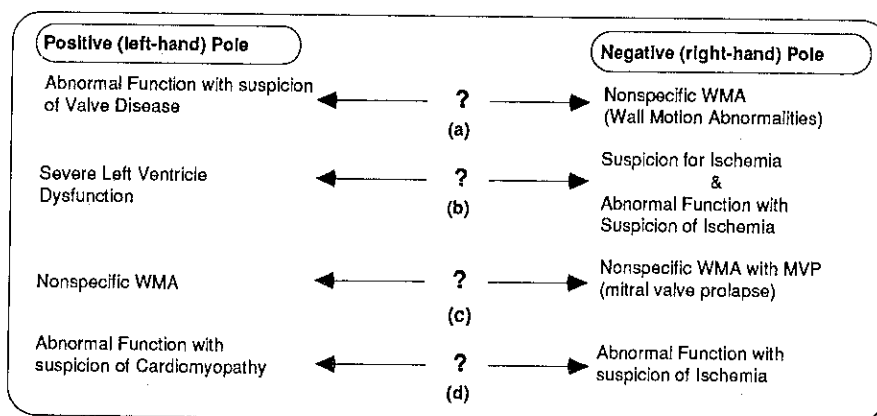 Positive (left-hand) Pole
Negative (right-hand) Pole
Abnormal Function with suspicion
of Valve Disease
?
(a)
Nonspecific WMA
(Wall Motion Abnormalities)
Severe Left Ventricle
Dysfunction
?
(b)
Suspicion for Ischemia
&
Abnormal Function with
Suspicion of Ischemia
Nonspecific WMA
?
(c)
Nonspecific WMA with MVP
(mitral valve prolapse)
Abnormal Function with
suspicion of Cardiomyopathy
?
(d)
Abnormal Function with
suspicion of Ischemia